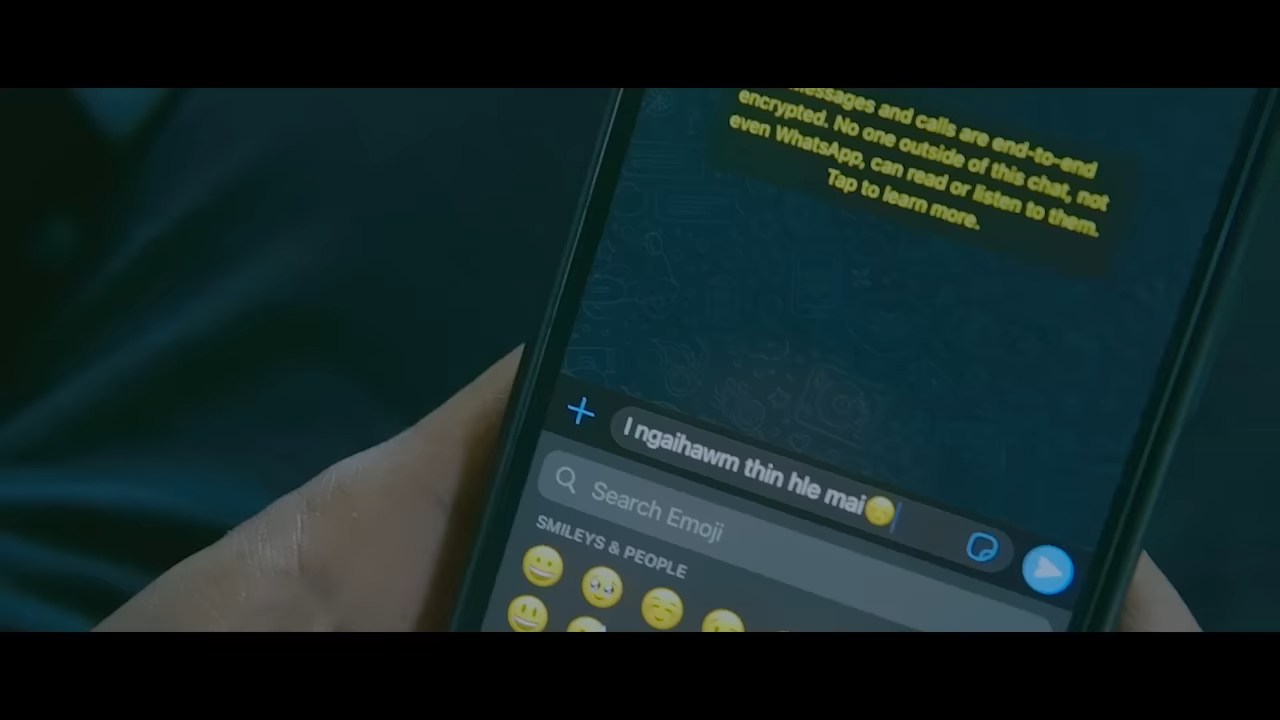 messages and calls are end-to-end
encrypted. No one outside of this chat, not
even WhatsApp, can read or listen to them.
Tap to learn more.
I ngaihawm thin hle mai😔
Search Emoji
SMILEYS & PEOPLE